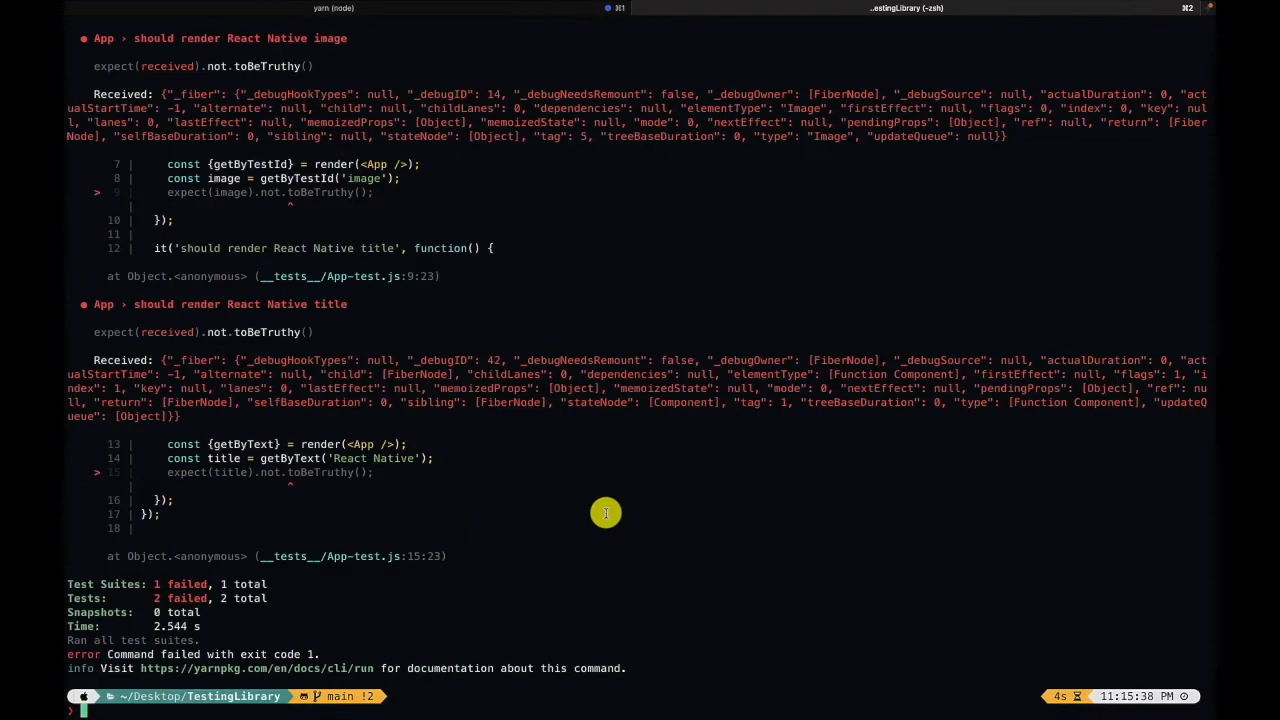 yarn (node)
⌘1
..estingLibrary (-zsh)
⌘2
● App › should render React Native image
expect(received).not.toBeTruthy()
Received: {"_fiber": {"_debugHookTypes": null, "_debugID": 14, "_debugNeedsRemount": false, "_debugOwner": [FiberNode], "_debugSource": null, "actualDuration": 0, "act
ualStartTime": -1, "alternate": null, "child": null, "childLanes": 0, "dependencies": null, "elementType": "Image", "firstEffect": null, "flags": 0, "index": 0, "key": nul
l, "lanes": 0, "lastEffect": null, "memoizedProps": [Object], "memoizedState": null, "mode": 0, "nextEffect": null, "pendingProps": [Object], "ref": null, "return": [Fiber
Node], "selfBaseDuration": 0, "sibling": null, "stateNode": [Object], "tag": 5, "treeBaseDuration": 0, "type": "Image", "updateQueue": null}}
7 | const {getByTestId} = render(<App />);
8 | const image = getByTestId('image');
> 9 | expect(image).not.toBeTruthy();
| ^
10 | });
11 |
12 | it('should render React Native title', function() {
at Object.<anonymous> (__tests__/App-test.js:9:23)
● App › should render React Native title
expect(received).not.toBeTruthy()
Received: {"_fiber": {"_debugHookTypes": null, "_debugID": 42, "_debugNeedsRemount": false, "_debugOwner": [FiberNode], "_debugSource": null, "actualDuration": 0, "act
ualStartTime": -1, "alternate": null, "child": [FiberNode], "childLanes": 0, "dependencies": null, "elementType": [Function Component], "firstEffect": null, "flags": 1, "i
ndex": 1, "key": null, "lanes": 0, "lastEffect": null, "memoizedProps": [Object], "memoizedState": null, "mode": 0, "nextEffect": null, "pendingProps": [Object], "ref": nu
ll, "return": [FiberNode], "selfBaseDuration": 0, "sibling": [FiberNode], "stateNode": [Component], "tag": 1, "treeBaseDuration": 0, "type": [Function Component], "updateQ
ueue": [Object]}}
13 | const {getByText} = render(<App />);
14 | const title = getByText('React Native');
> 15 | expect(title).not.toBeTruthy();
| ^
16 | });
17 | });
18 |
at Object.<anonymous> (__tests__/App-test.js:15:23)
Test Suites: 1 failed, 1 total
Tests: 2 failed, 2 total
Snapshots: 0 total
Time: 2.544 s
Ran all test suites.
error Command failed with exit code 1.
info Visit https://yarnpkg.com/en/docs/cli/run for documentation about this command.
~/Desktop/TestingLibrary main !2
4s 11:15:38 PM
❯